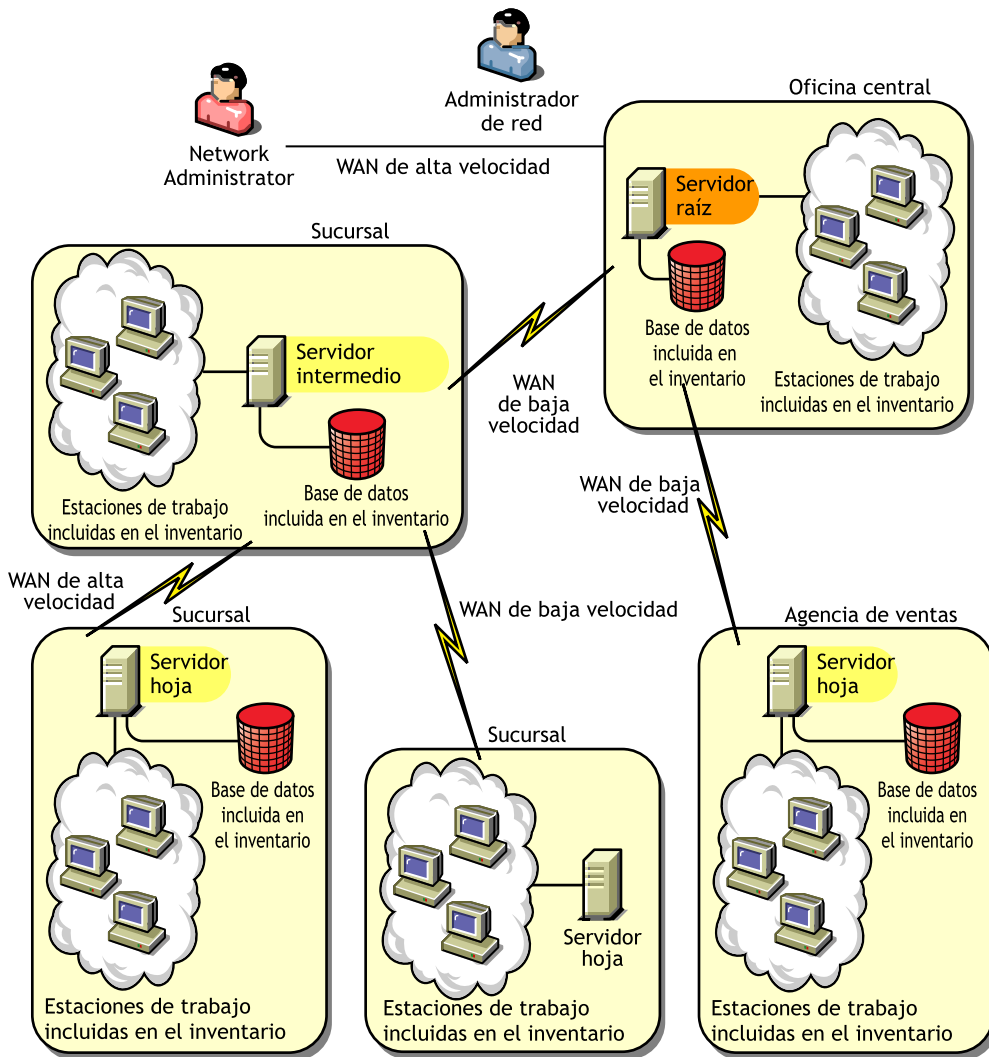 Administrador
de red
Network
Administrator
WAN de alta velocidad
Oficina central
Servidor
raíz
Base de datos
incluida en
el inventario
Estaciones de trabajo
incluidas en el inventario
Sucursal
Servidor
intermedio
Estaciones de trabajo
incluidas en el inventario
Base de datos
incluida en el inventario
WAN
de baja
velocidad
WAN de baja
velocidad
WAN de alta
velocidad
WAN de baja velocidad
Sucursal
Servidor
hoja
Base de datos
incluida en
el inventario
Estaciones de trabajo
incluidas en el inventario
Sucursal
Servidor
hoja
Estaciones de trabajo
incluidas en el inventario
Agencia de ventas
Servidor
hoja
Base de datos
incluida en
el inventario
Estaciones de trabajo
incluidas en el inventario